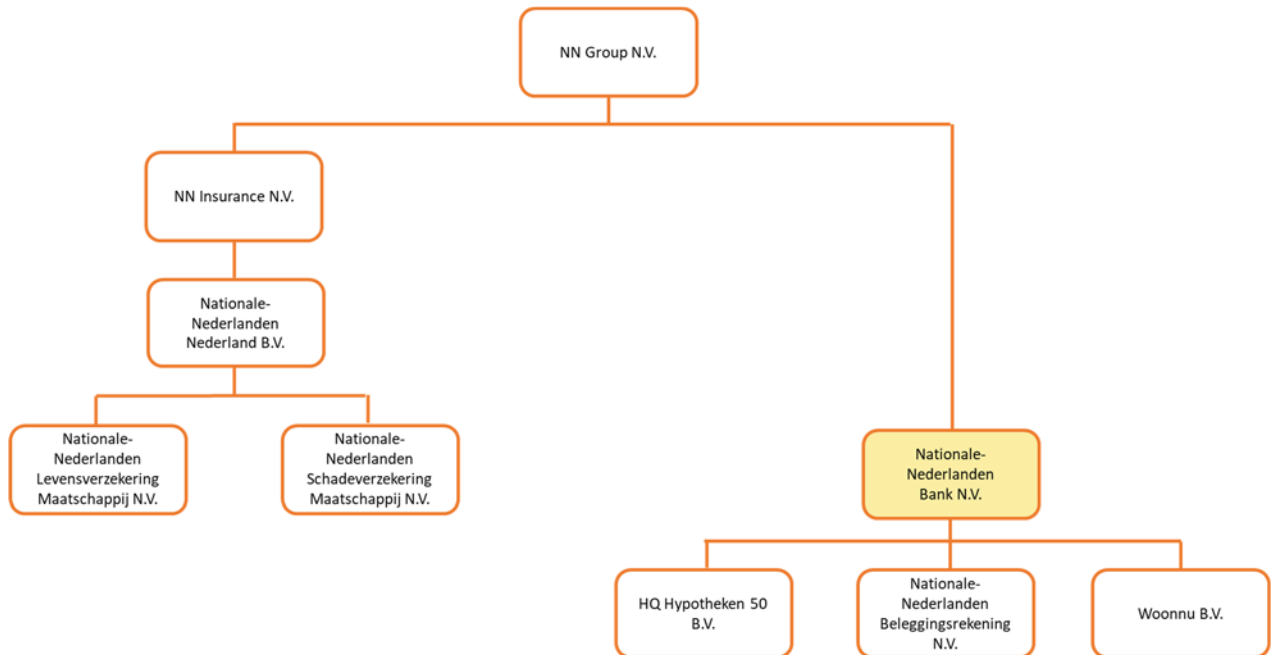 NN Group N.V.
NN Insurance N.V.
Nationale-
Nederlanden
Nederland B.V.
Nationale-
Nederlanden
Levensverzekering
Maatschappij N.V.
Nationale-
Nederlanden
Schadeverzekering
Maatschappij N.V.
Nationale-
Nederlanden
Bank N.V.
HQ Hypotheken 50
B.V.
Nationale-
Nederlanden
Beleggingsrekening
N.V.
Woonnu B.V.